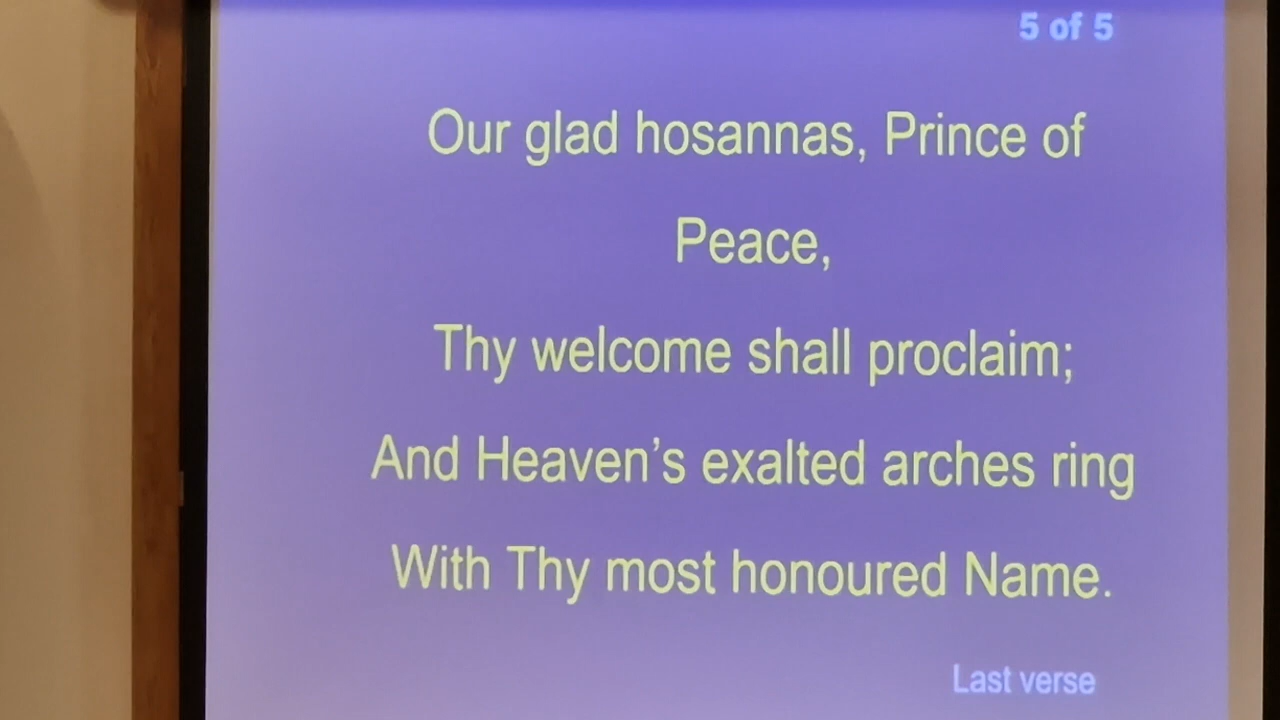 5 of 5
Our glad hosannas, Prince of
Peace,
Thy welcome shall proclaim;
And Heaven’s exalted arches ring
With Thy most honoured Name.
Last verse